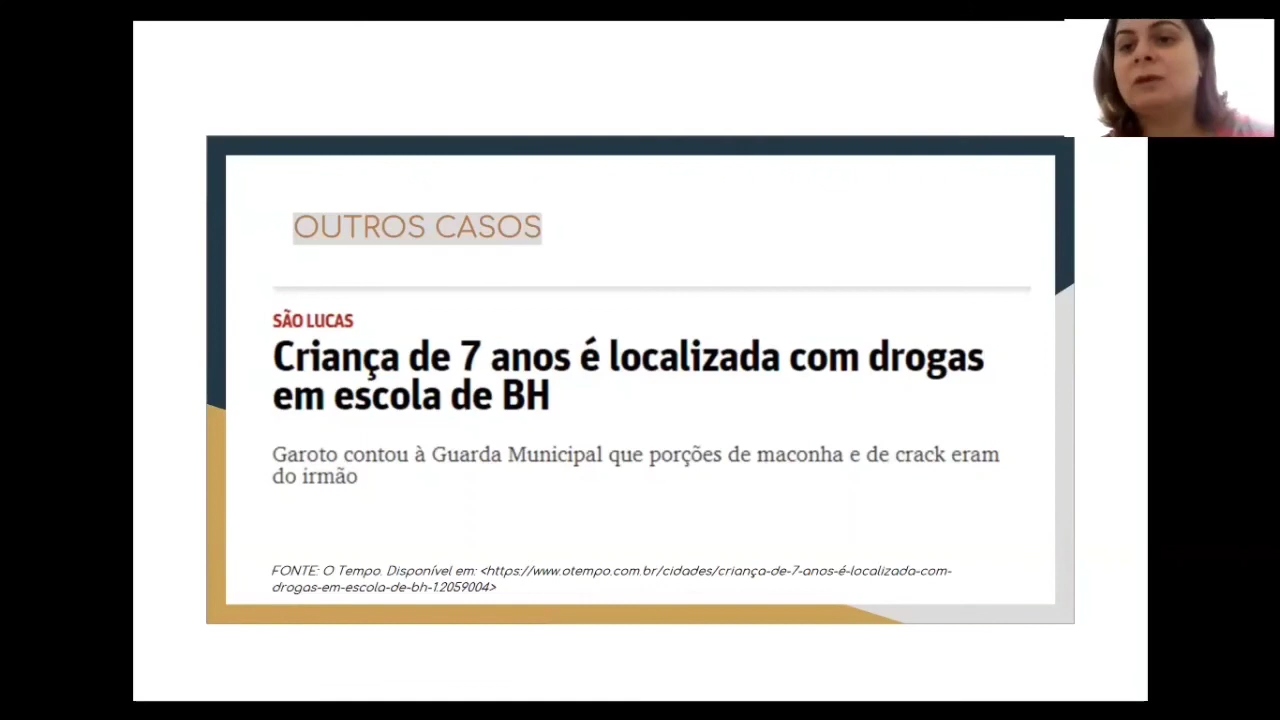 OUTROS CASOS
SÃO LUCAS
Criança de 7 anos é localizada com drogas
em escola de BH
Garoto contou à Guarda Municipal que porções de maconha e de crack eram
do irmão
FONTE: O Tempo. Disponível em: <https://www.otempo.com.br/cidades/criança-de-7-anos-é-localizada-com-
drogas-em-escola-de-bh-1.2059004>